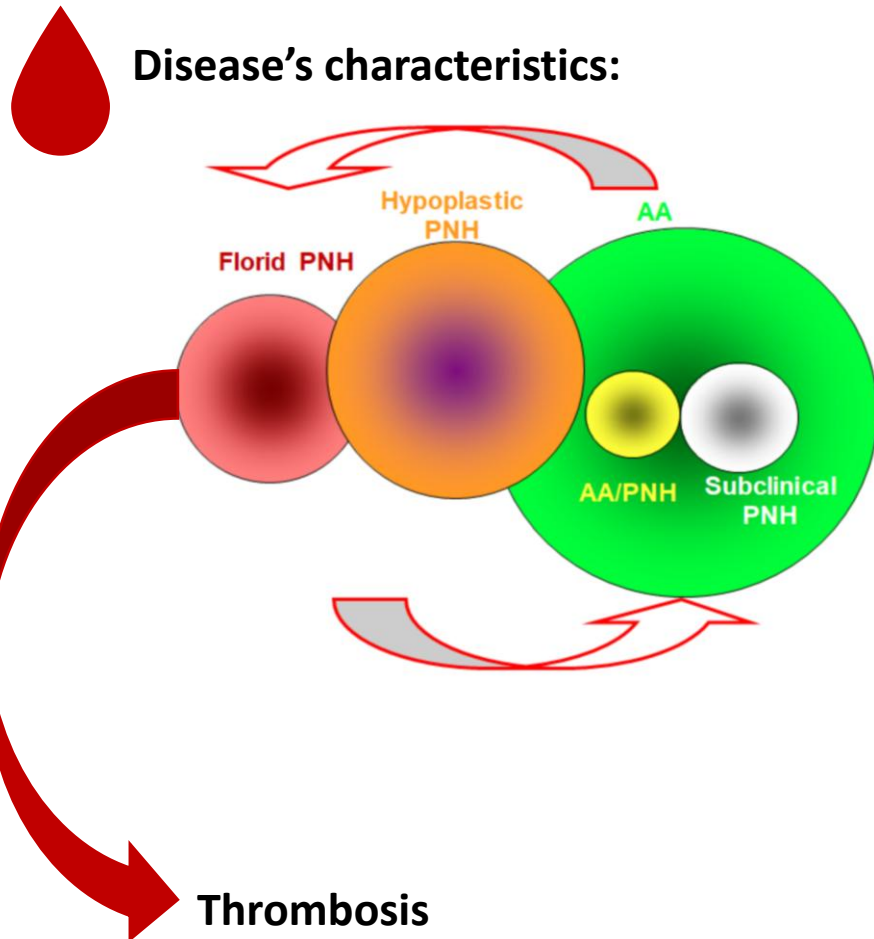 Disease’s characteristics:
Hypoplastic
PNH
AA
Florid PNH
AA/PNH
Subclinical
PNH
Thrombosis